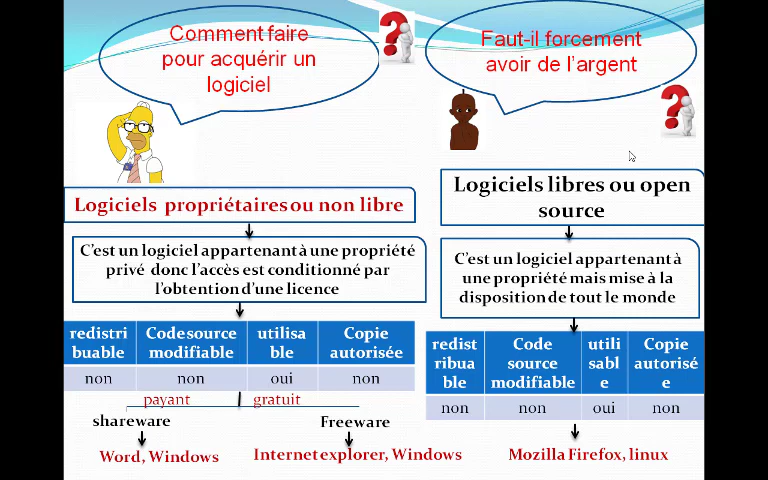 Comment faire
pour acquérir un
logiciel
Faut-il forcement
avoir de l'argent
Logiciels propriétaires ou non libre
C'est un logiciel appartenant à une propriété
privé donc l'accès est conditionné par
l'obtention d'une licence
redistri
buable
Code source
modifiable
utilisa
ble
Copie
autorisée
non non oui non
payant gratuit
shareware
Freeware
Word, Windows
Internet explorer, Windows
Logiciels libres ou open
source
C'est un logiciel appartenant à
une propriété mais mise à la
disposition de tout le monde
redist
ribua
ble
Code
source
modifiable
utili
sabl
e
Copie
autorisé
e
non non oui non
Mozilla Firefox, linux